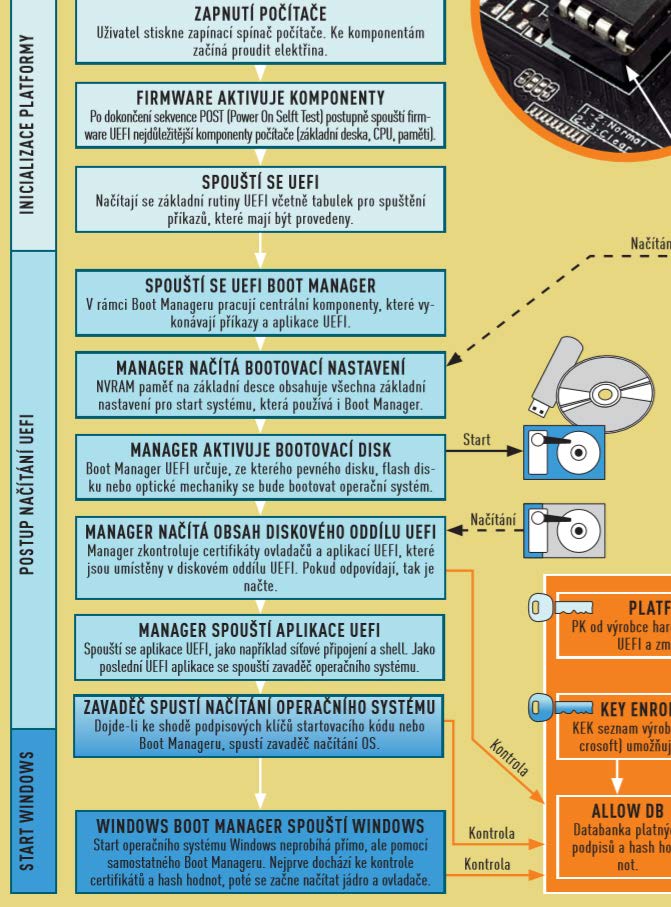 INICIALIZACE PLATFORMY
ZAPNUTÍ POČÍTAČE
Uživatel stiskne zapínací spínač počítače. Ke komponentám
začíná proudit elektřina.
FIRMWARE AKTIVUJE KOMPONENTY
Po dokončení sekvence POST (Power On Selft Test) postupně spouští firm-
ware UEFI nejdůležitější komponenty počítače (základní deska, CPU, paměti).
SPOUŠTÍ SE UEFI
Načítají se základní rutiny UEFI včetně tabulek pro spuštění
příkazů, které mají být provedeny.
POSTUP NAČÍTÁNÍ UEFI
SPOUŠTÍ SE UEFI BOOT MANAGER
V rámci Boot Manageru pracují centrální komponenty, které vy-
konávají příkazy a aplikace UEFI.
MANAGER NAČÍTÁ BOOTOVACÍ NASTAVENÍ
NVRAM paměť na základní desce obsahuje všechna základní
nastavení pro start systému, která používá i Boot Manager.
MANAGER AKTIVUJE BOOTOVACÍ DISK
Boot Manager UEFI určuje, ze kterého pevného disku, flash dis-
ku nebo optické mechaniky se bude bootovat operační systém.
MANAGER NAČÍTÁ OBSAH DISKOVÉHO ODDÍLU UEFI
Manager zkontroluje certifikáty ovladačů a aplikací UEFI, které
jsou umístěny v diskovém oddílu UEFI. Pokud odpovídají, tak je
načte.
MANAGER SPOUŠTÍ APLIKACE UEFI
Spouští se aplikace UEFI, jako například síťové připojení a shell. Jako
poslední UEFI aplikace se spouští zavaděč operačního systému.
ZAVADĚČ SPUSTÍ NAČÍTÁNÍ OPERAČNÍHO SYSTÉMU
Dojde-li ke shodě podpisových klíčů startovacího kódu nebo
Boot Manageru, spustí zavaděč načítání OS.
START WINDOWS
WINDOWS BOOT MANAGER SPOUŠTÍ WINDOWS
Start operačního systému Windows neprobíhá přímo, ale pomocí
samostatného Boot Manageru. Nejprve dochází ke kontrole
certifikátů a hash hodnot, poté se začne načítat jádro a ovladače.
1-2:Normal
2-3:Clear
Načítán
Start
Načítání
Kontrola
Kontrola
Kontrola
PLATF
PK od výrobce har
UEFI a zm
KEY ENRO
KEK seznam výrob
crosoft) umožňuj
ALLOW DB
Databanka platnýc
podpisů a hash ho
not.